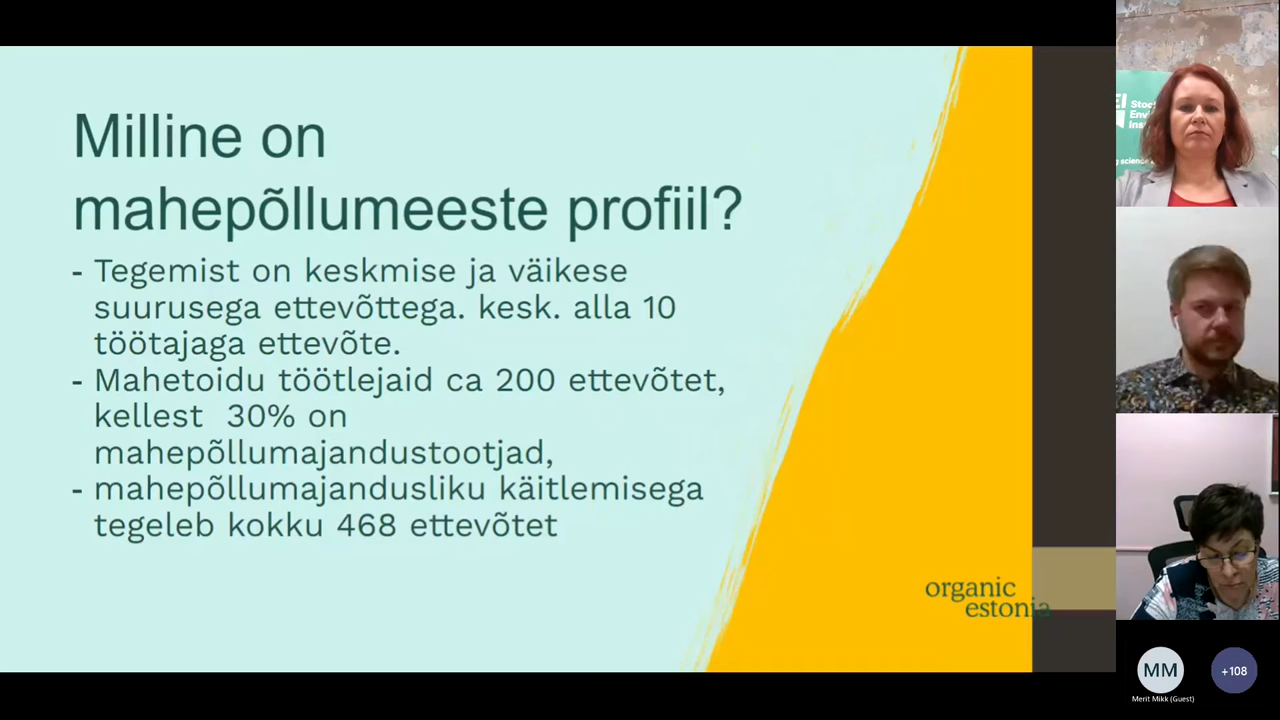 Milline on
mahepõllumeeste profiil?
- Tegemist on keskmise ja väikese
suurusega ettevõttega. kesk. alla 10
töötajaga ettevõte.
- Mahetoidu töötlejaid ca 200 ettevõtet,
kellest 30% on
mahepõllumajandustootjad,
- mahepõllumajandusliku käitlemisega
tegeleb kokku 468 ettevõtet
organic
estonia
MM
+108
Merit Mikk (Guest)